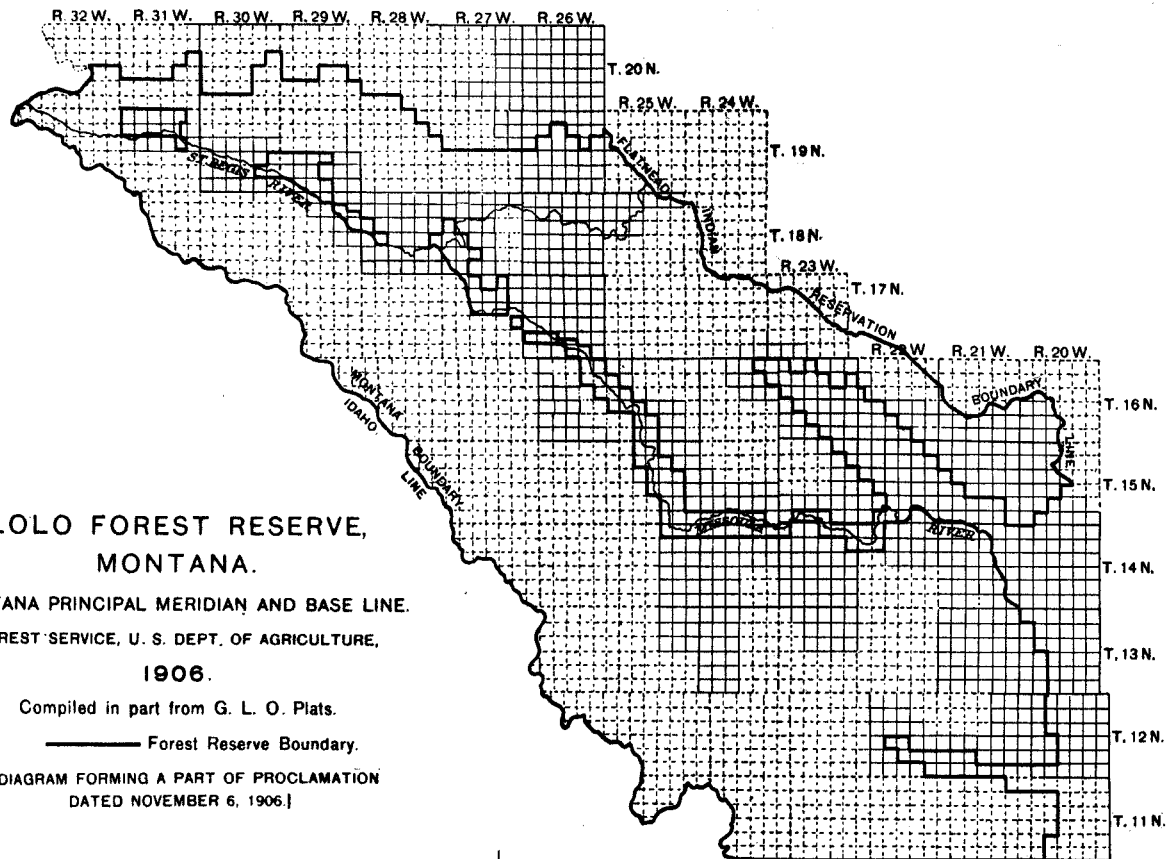 R. 32 W. R. 31 W. R. 30 W. R. 29 W. R. 28 W. R. 27 W. R. 26 W.
T. 20 N.
R. 25 W. R. 24 W.
T. 19 N.
FLATHEAD
ST. REGIS
RIVER
INDIAN
T. 18 N.
R. 23 W.
T. 17 N.
RESERVATION
R. 22 W. R. 21 W. R. 20 W.
BOUNDARY
T. 16 N.
MONTANA
IDAHO.
LINE
BOUNDARY
LINE
T. 15 N.
MISSOULA
RIVER
LOLO FOREST RESERVE,
MONTANA.
T. 14 N.
TANA PRINCIPAL MERIDIAN AND BASE LINE.
REST SERVICE, U. S. DEPT. OF AGRICULTURE,
T. 13 N.
1906.
Compiled in part from G. L. O. Plats.
Forest Reserve Boundary.
T. 12 N.
DIAGRAM FORMING A PART OF PROCLAMATION
DATED NOVEMBER 6, 1906.]
T. 11 N.